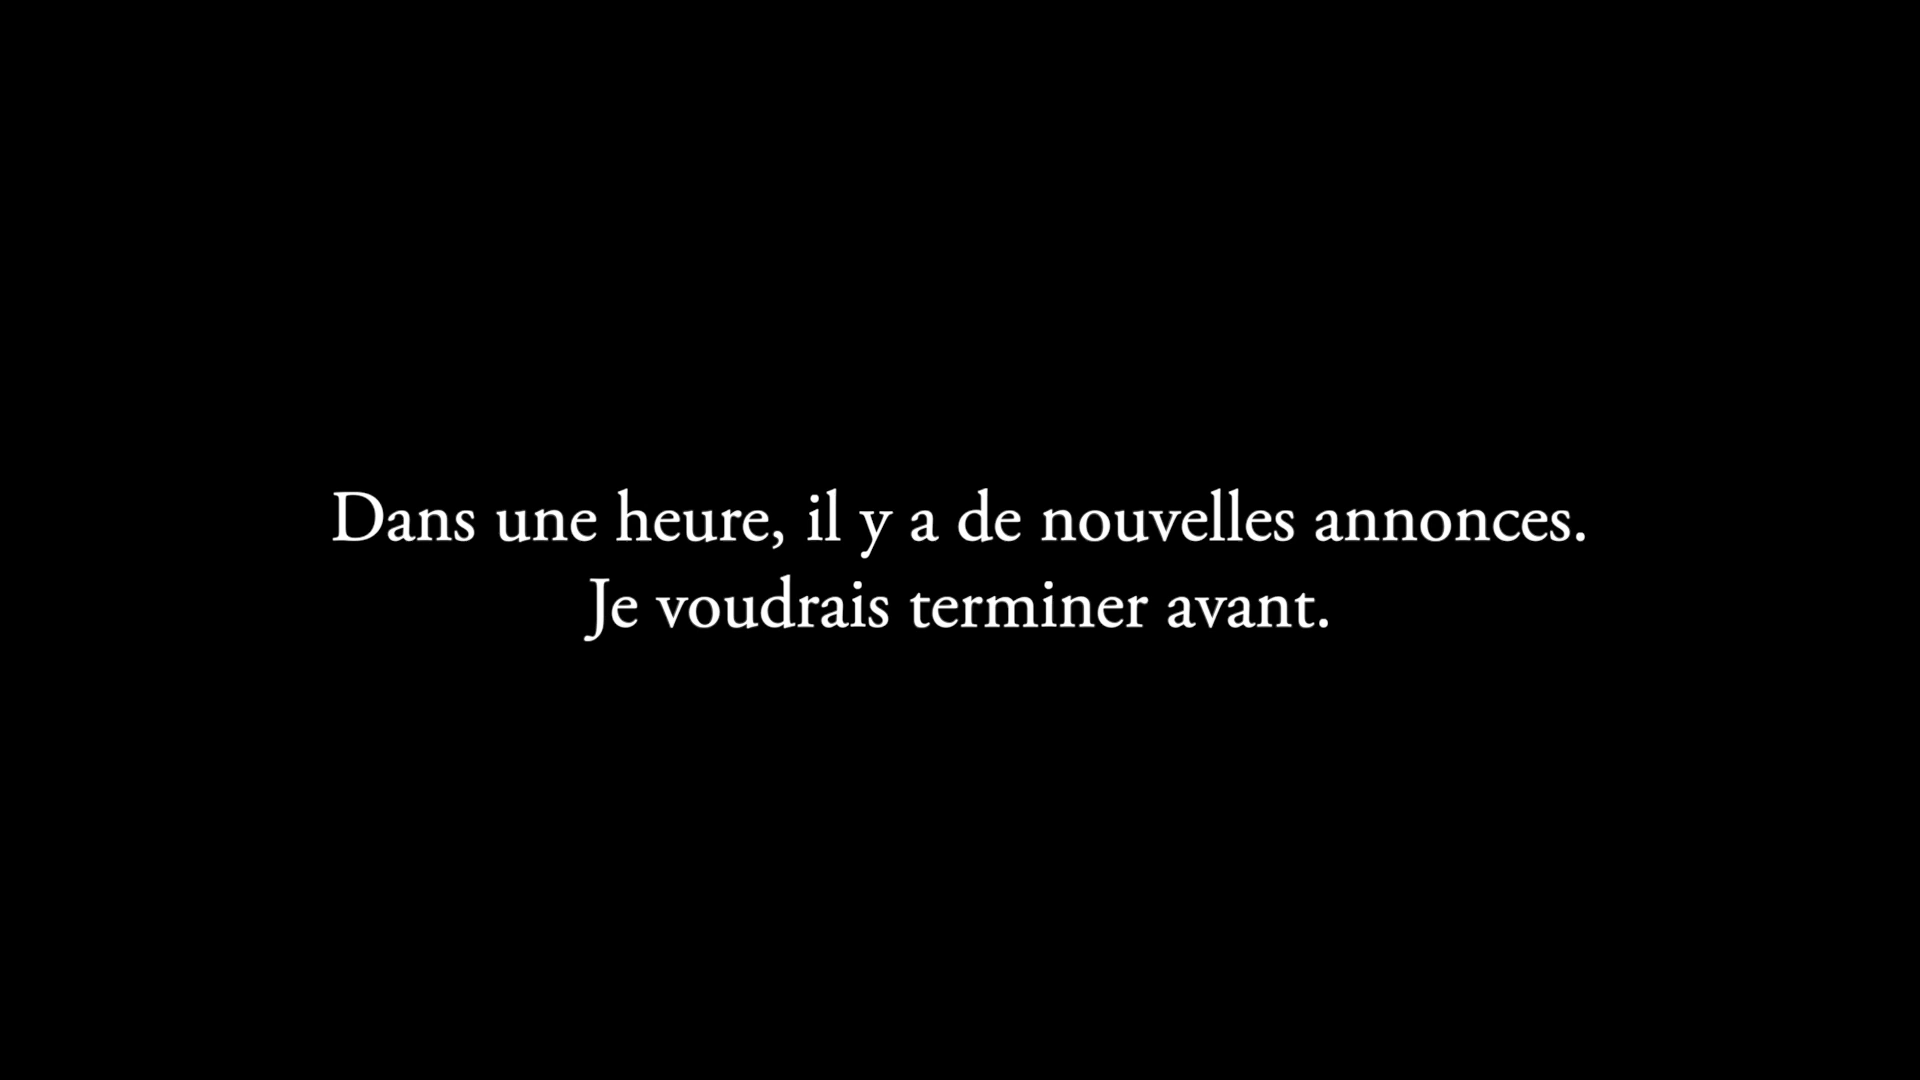 Dans une heure, il y a de nouvelles annonces.
Je voudrais terminer avant.